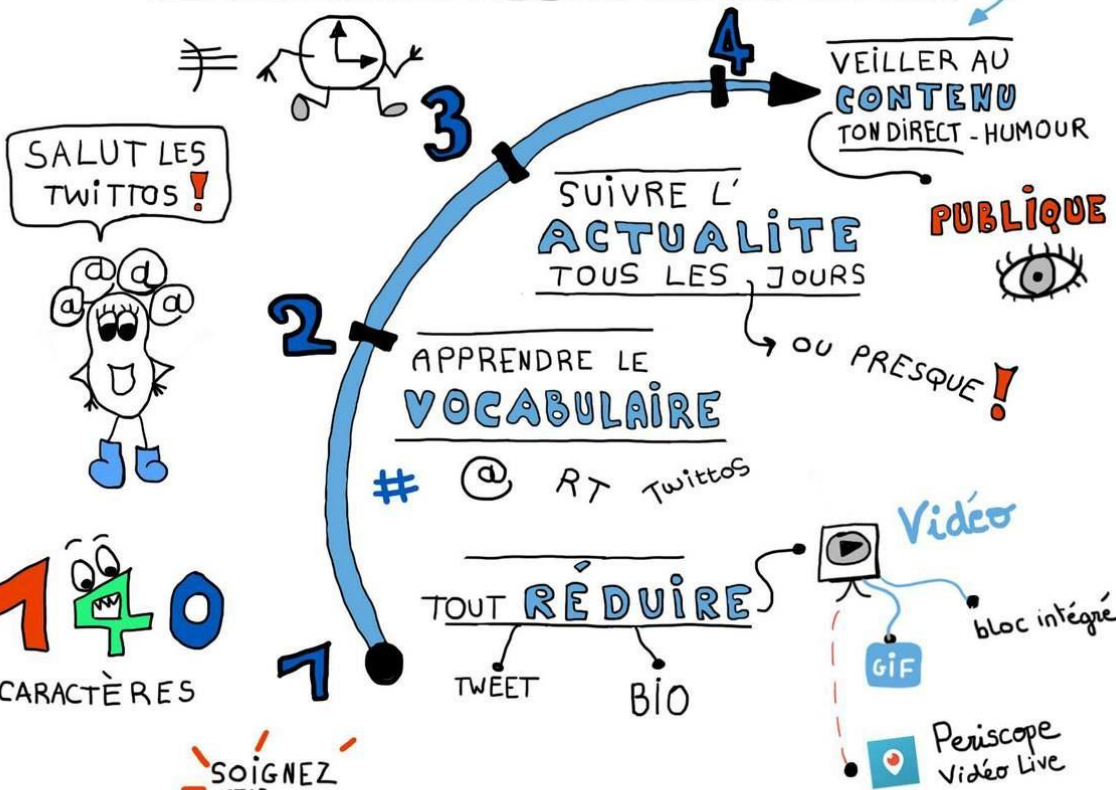 4
VEILLER AU
CONTENU
TON DIRECT - HUMOUR
PUBLIQUE
3
SUIVRE L'
ACTUALITE
TOUS LES JOURS
OU PRESQUE !
SALUT LES
TWITTOS !
@ @ @ @
2
APPRENDRE LE
VOCABULAIRE
# @ RT Twittos
1
TOUT RÉDUIRE
TWEET
BIO
Vidéo
bloc intégré
GIF
Periscope
Vidéo Live
140
CARACTÈRES
SOIGNEZ